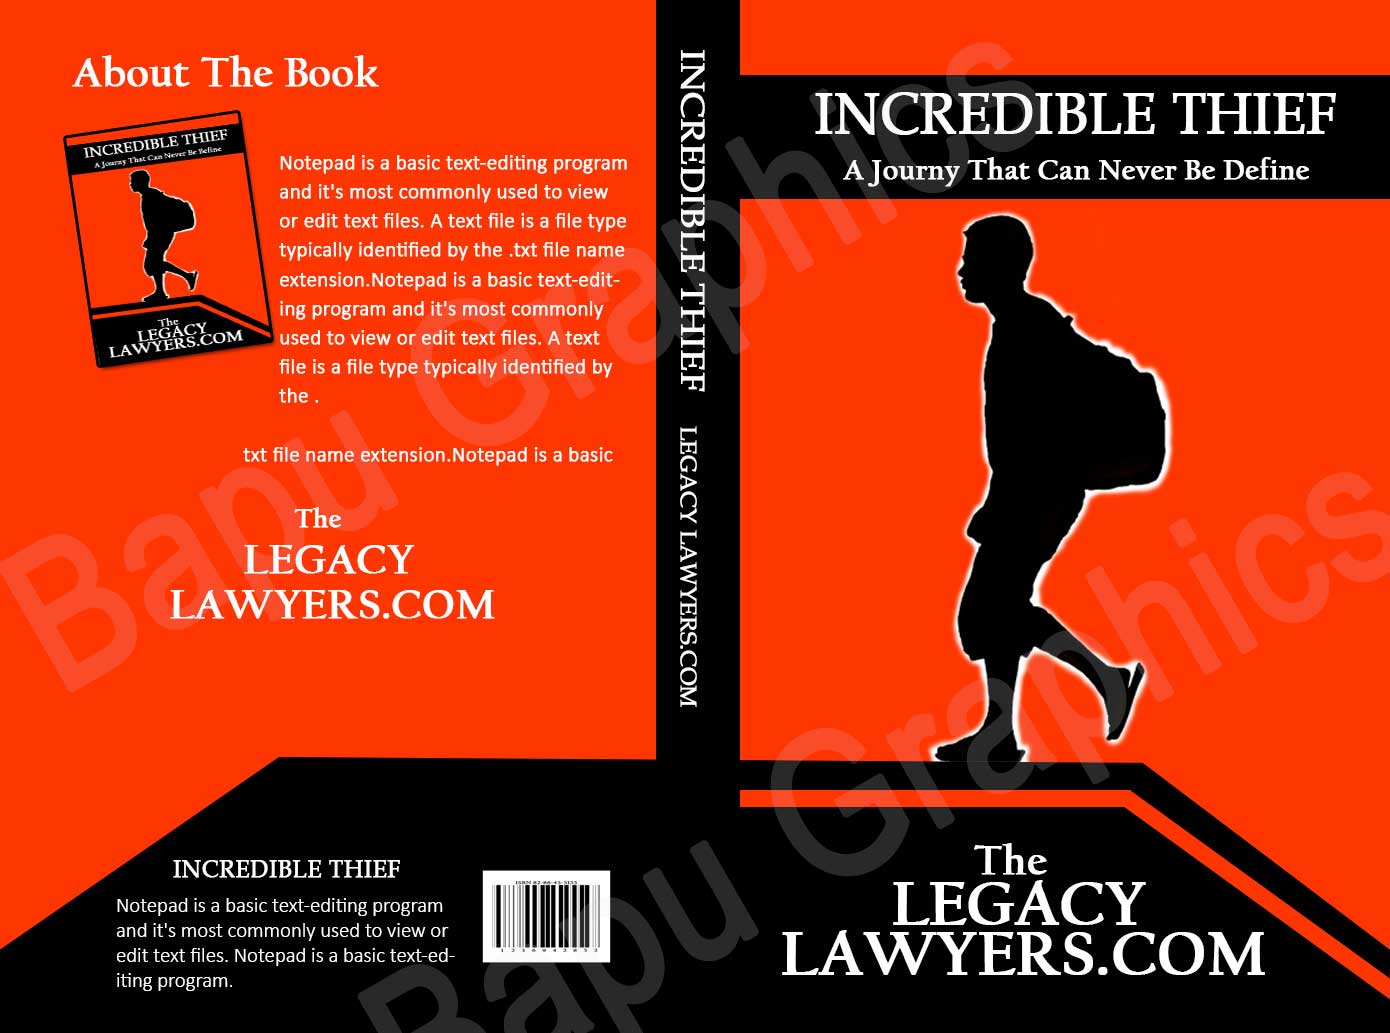 About The Book
INCREDIBLE THIEF
A Journy That Can Never Be Define
The
LEGACY
LAWYERS.COM
Notepad is a basic text-editing program
and it's most commonly used to view
or edit text files. A text file is a file type
typically identified by the .txt file name
extension.Notepad is a basic text-edit-
ing program and it's most commonly
used to view or edit text files. A text
file is a file type typically identified by
the .
txt file name extension.Notepad is a basic
The
LEGACY
LAWYERS.COM
INCREDIBLE THIEF
Notepad is a basic text-editing program
and it's most commonly used to view or
edit text files. Notepad is a basic text-ed-
iting program.
INCREDIBLE THIEF
LEGACY LAWYERS.COM
INCREDIBLE THIEF
A Journy That Can Never Be Define
The
LEGACY
LAWYERS.COM
Bapu Graphics
Bapu Graphics